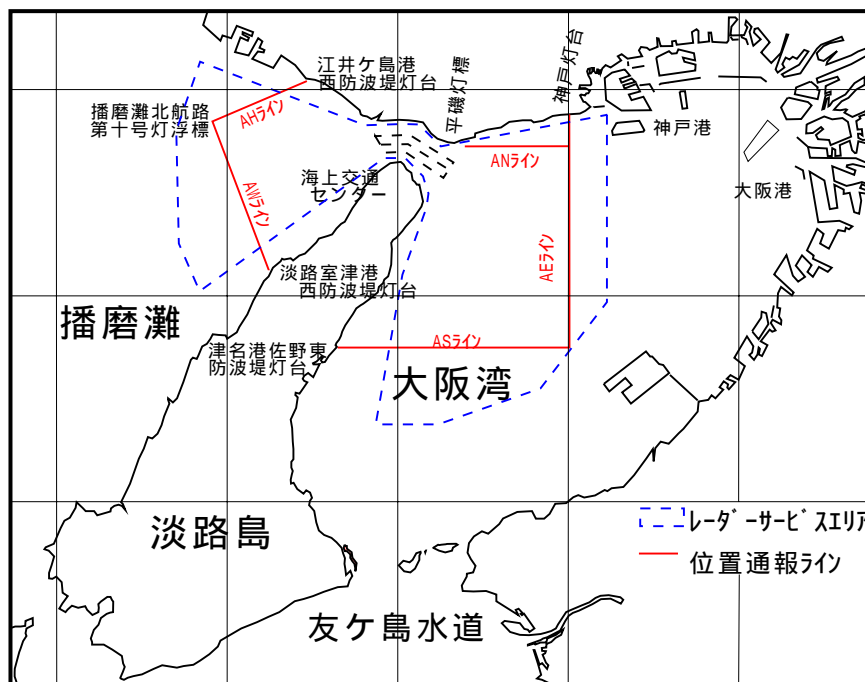 江井ケ島港
西防波堤灯台
平磯灯標
神戸灯台
播磨灘北航路
第十号灯浮標
AHライン
神戸港
ANライン
海上交通
センター
AWライン
大阪港
AEライン
淡路室津港
西防波堤灯台
播磨灘
津名港佐野東
防波堤灯台
ASライン
大阪湾
淡路島
レーダーサービスエリア
位置通報ライン
友ケ島水道